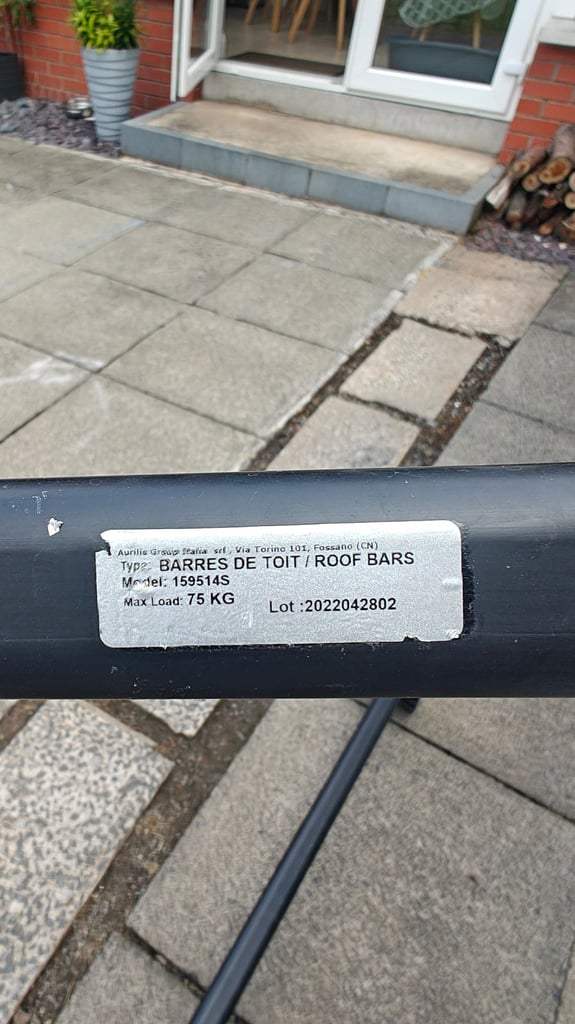 Aurilis Group Italia srl, Via Torino 101, Fossano (CN)
Type: BARRES DE TOIT / ROOF BARS
Model: 159514S
Max Load: 75 KG
Lot :2022042802